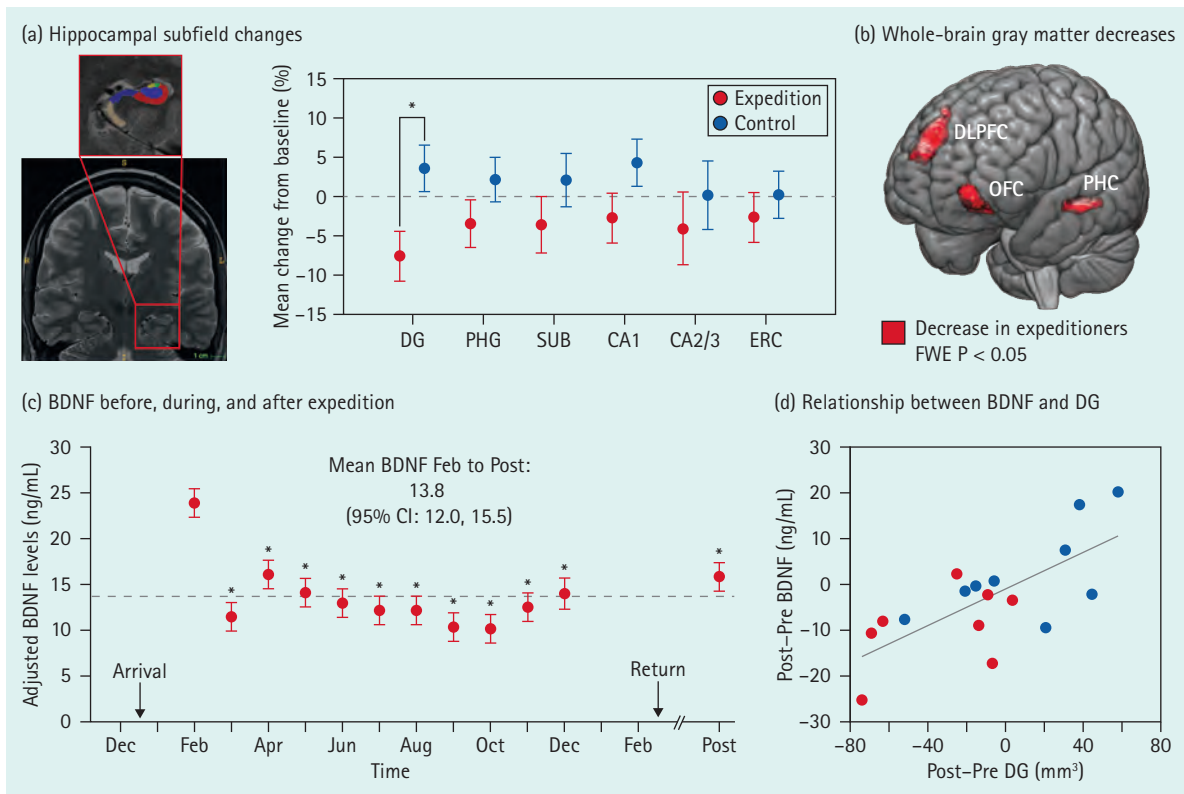 (a) Hippocampal subfield changes
S
R
1 cm
Mean change from baseline (%)
15
10
5
0
−5
−10
−15
*
Expedition
Control
DG PHG SUB CA1 CA2/3 ERC
(b) Whole-brain gray matter decreases
DLPFC
OFC
PHC
Decrease in expeditioners
FWE P < 0.05
(c) BDNF before, during, and after expedition
Adjusted BDNF levels (ng/mL)
30
25
20
15
10
5
0
Mean BDNF Feb to Post:
13.8
(95% CI: 12.0, 15.5)
* * * * * * * * * * *
Arrival
Return
Dec Feb Apr Jun Aug Oct Dec Feb Post
Time
(d) Relationship between BDNF and DG
Post–Pre BDNF (ng/mL)
30
20
10
0
−10
−20
−30
−80 −40 0 40 80
Post–Pre DG (mm³)